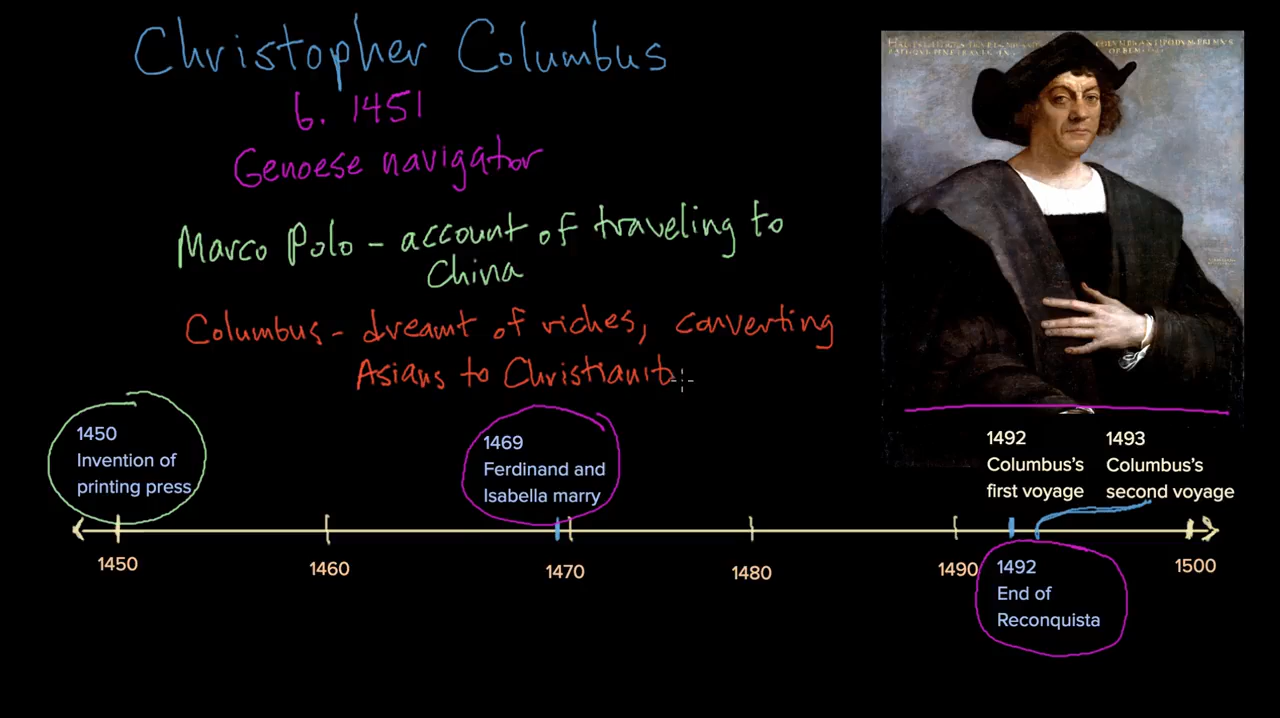 Christopher Columbus
b. 1451
Genoese navigator
Marco Polo - account of traveling to
China
Columbus - dreamt of riches, converting
Asians to Christianit
1450
Invention of
printing press
1469
Ferdinand and
Isabella marry
1492
Columbus's
first voyage
1493
Columbus's
second voyage
1450
1460
1470
1480
1490
1500
1492
End of
Reconquista